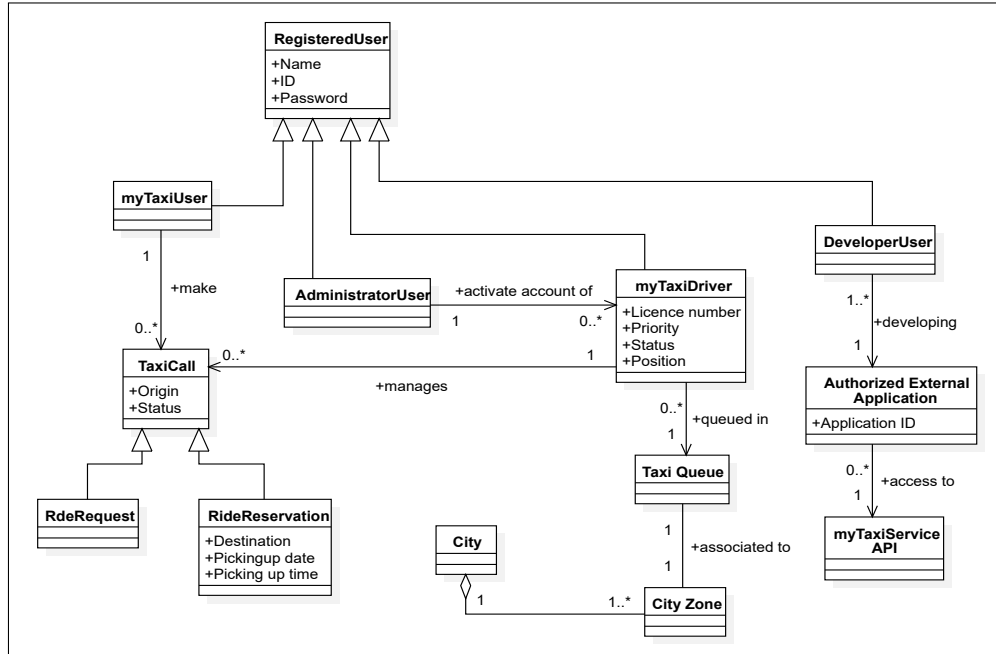 RegisteredUser
+Name
+ID
+Password
myTaxiUser
1
+make
0..*
AdministratorUser
+activate account of
1
0..*
myTaxiDriver
+Licence number
+Priority
+Status
+Position
DeveloperUser
1..*
+developing
1
TaxiCall
+Origin
+Status
0..*
1
+manages
0..*
+queued in
1
Authorized External
Application
+Application ID
0..*
+access to
1
Taxi Queue
myTaxiService
API
RdeRequest
RideReservation
+Destination
+Pickingup date
+Picking up time
1
+associated to
1
City
1
1..*
City Zone